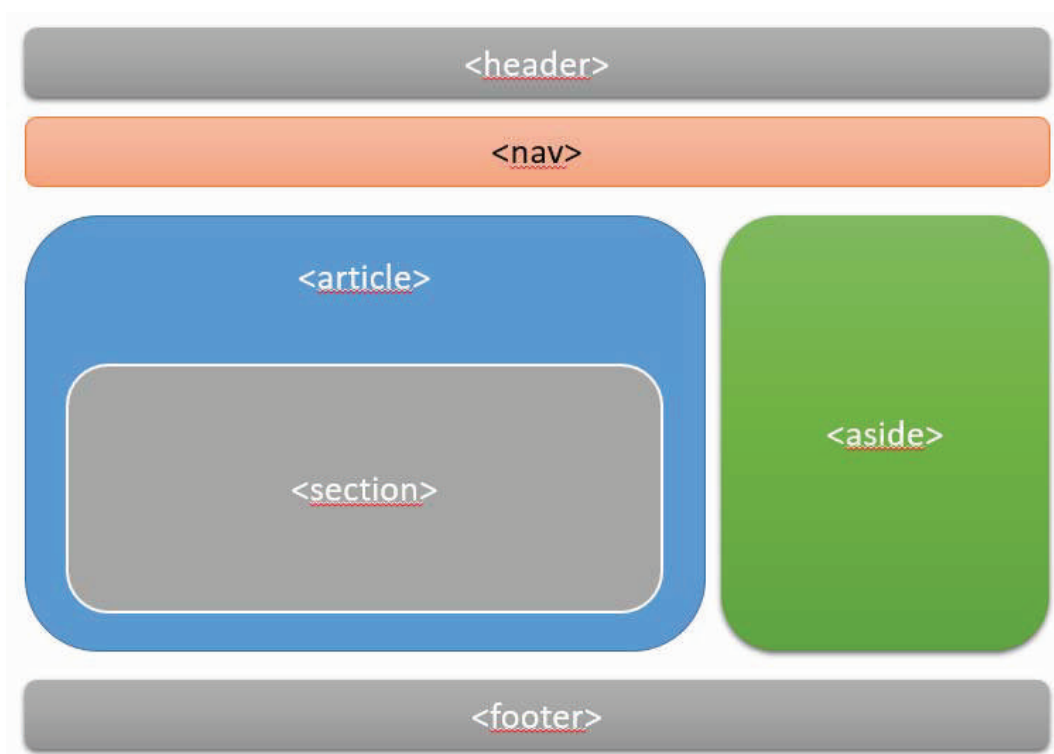 <header>
<nav>
<article>
<section>
<aside>
<footer>